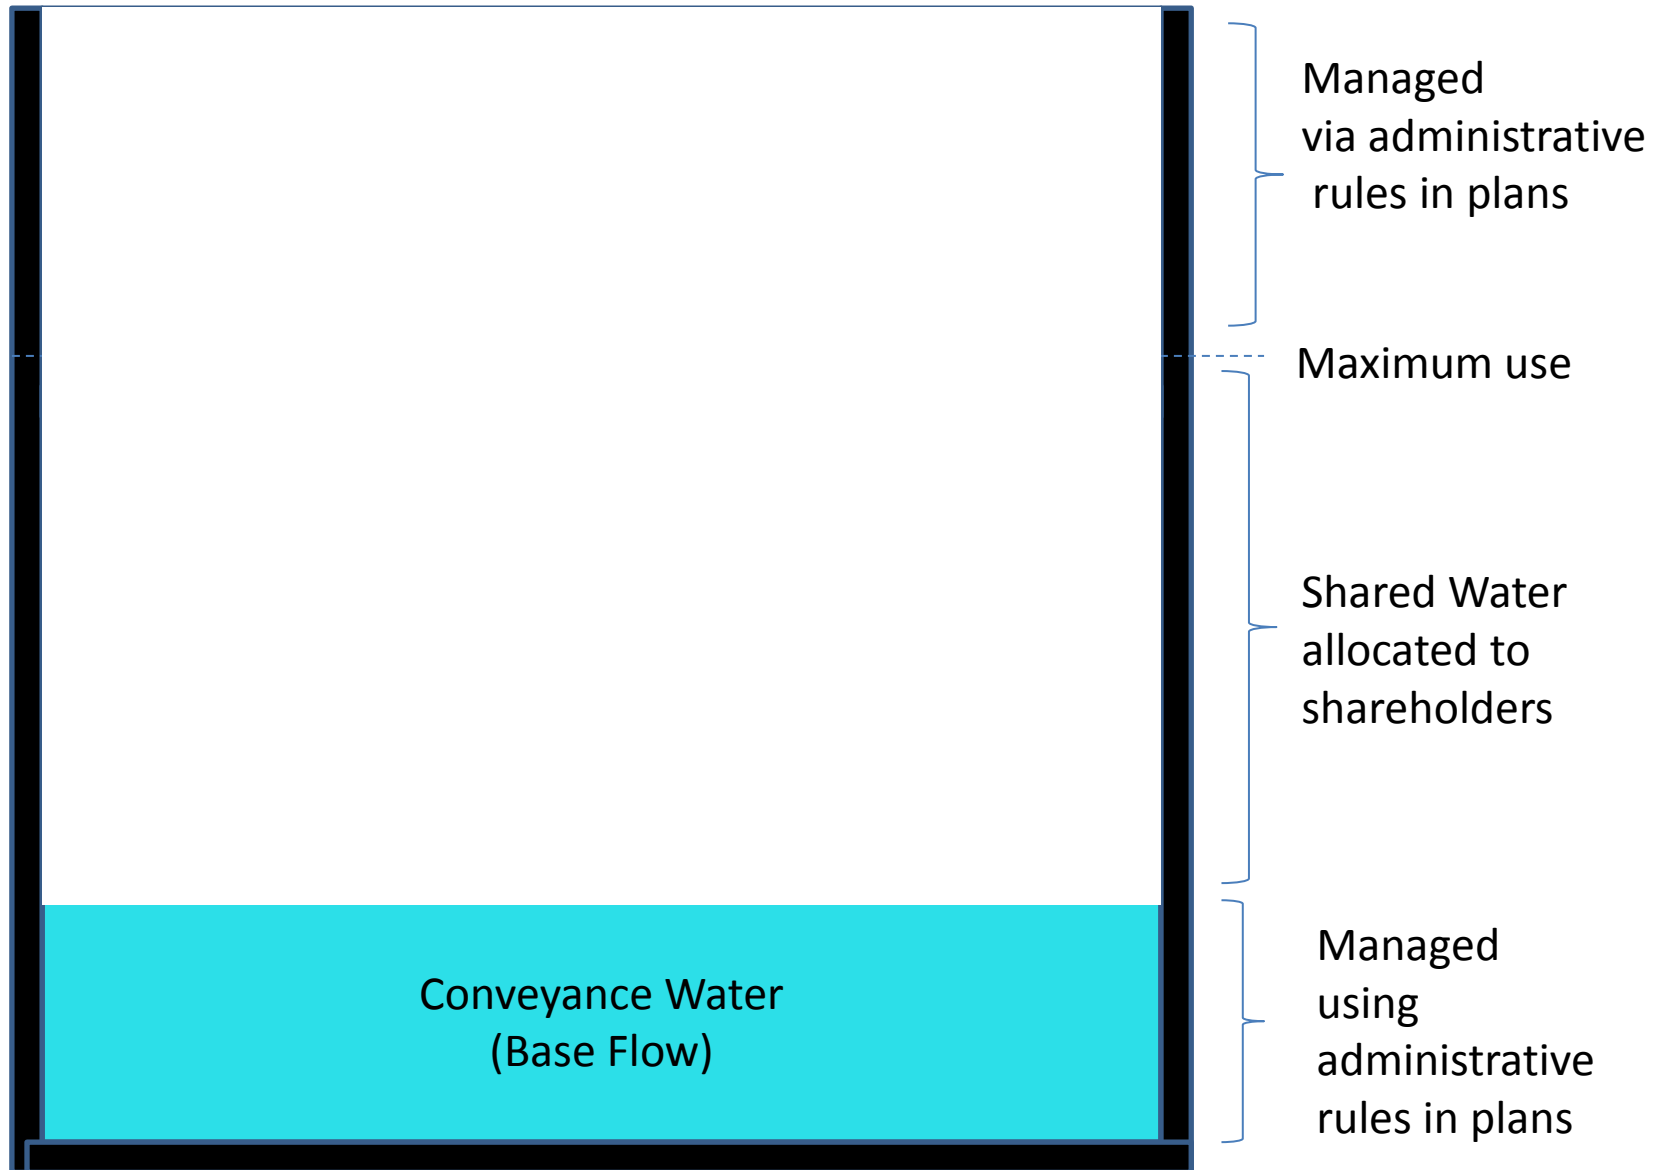 Managed
via administrative
rules in plans
Maximum use
Shared Water
allocated to
shareholders
Conveyance Water
(Base Flow)
Managed
using
administrative
rules in plans